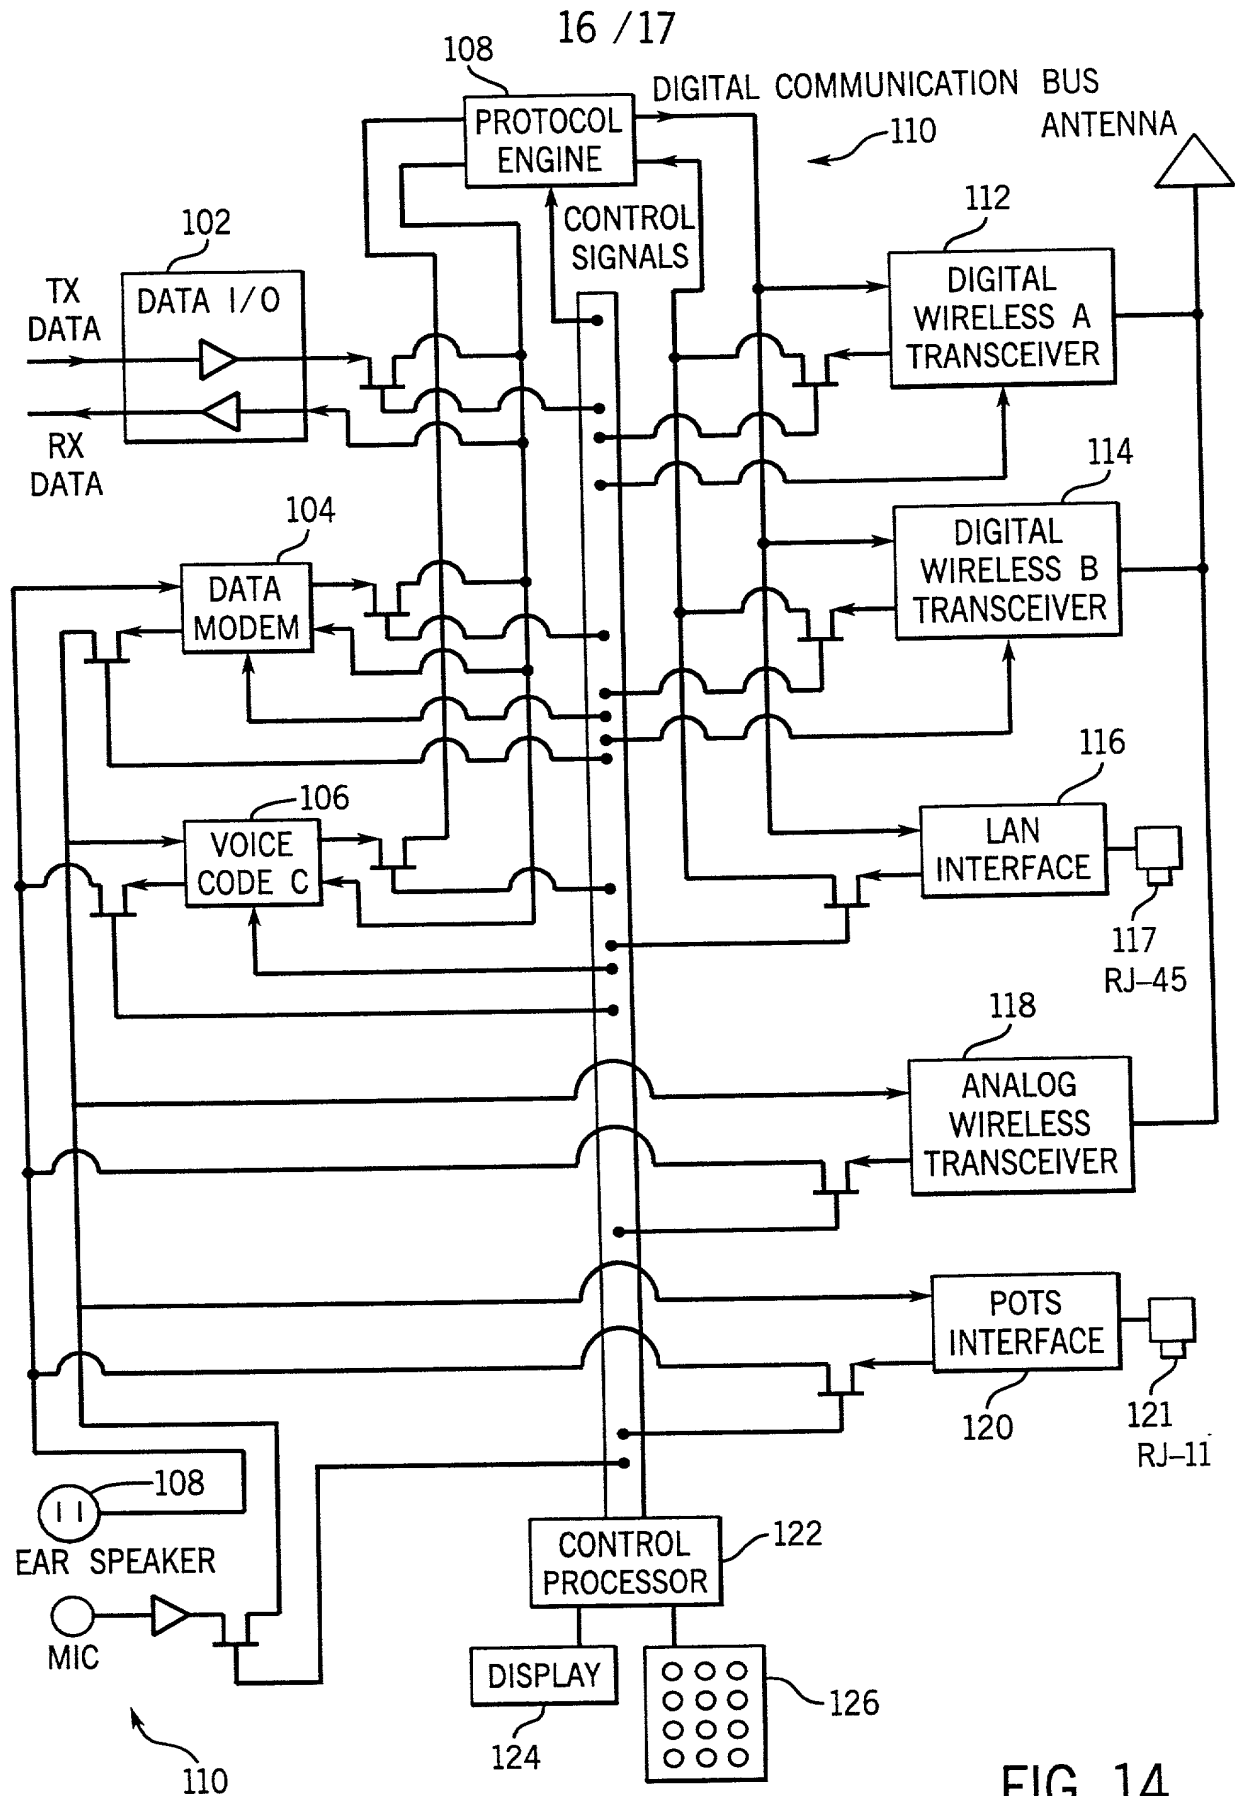 16 / 17
108
DIGITAL COMMUNICATION BUS
ANTENNA
PROTOCOL
ENGINE
110
CONTROL
SIGNALS
102
112
TX
DATA
DATA I/O
DIGITAL
WIRELESS A
TRANSCEIVER
RX
DATA
104
114
DATA
MODEM
DIGITAL
WIRELESS B
TRANSCEIVER
106
116
VOICE
CODE C
LAN
INTERFACE
117
RJ-45
118
ANALOG
WIRELESS
TRANSCEIVER
POTS
INTERFACE
120
121
RJ-11
108
EAR SPEAKER
CONTROL
PROCESSOR
122
MIC
DISPLAY
124
126
110
FIG. 14